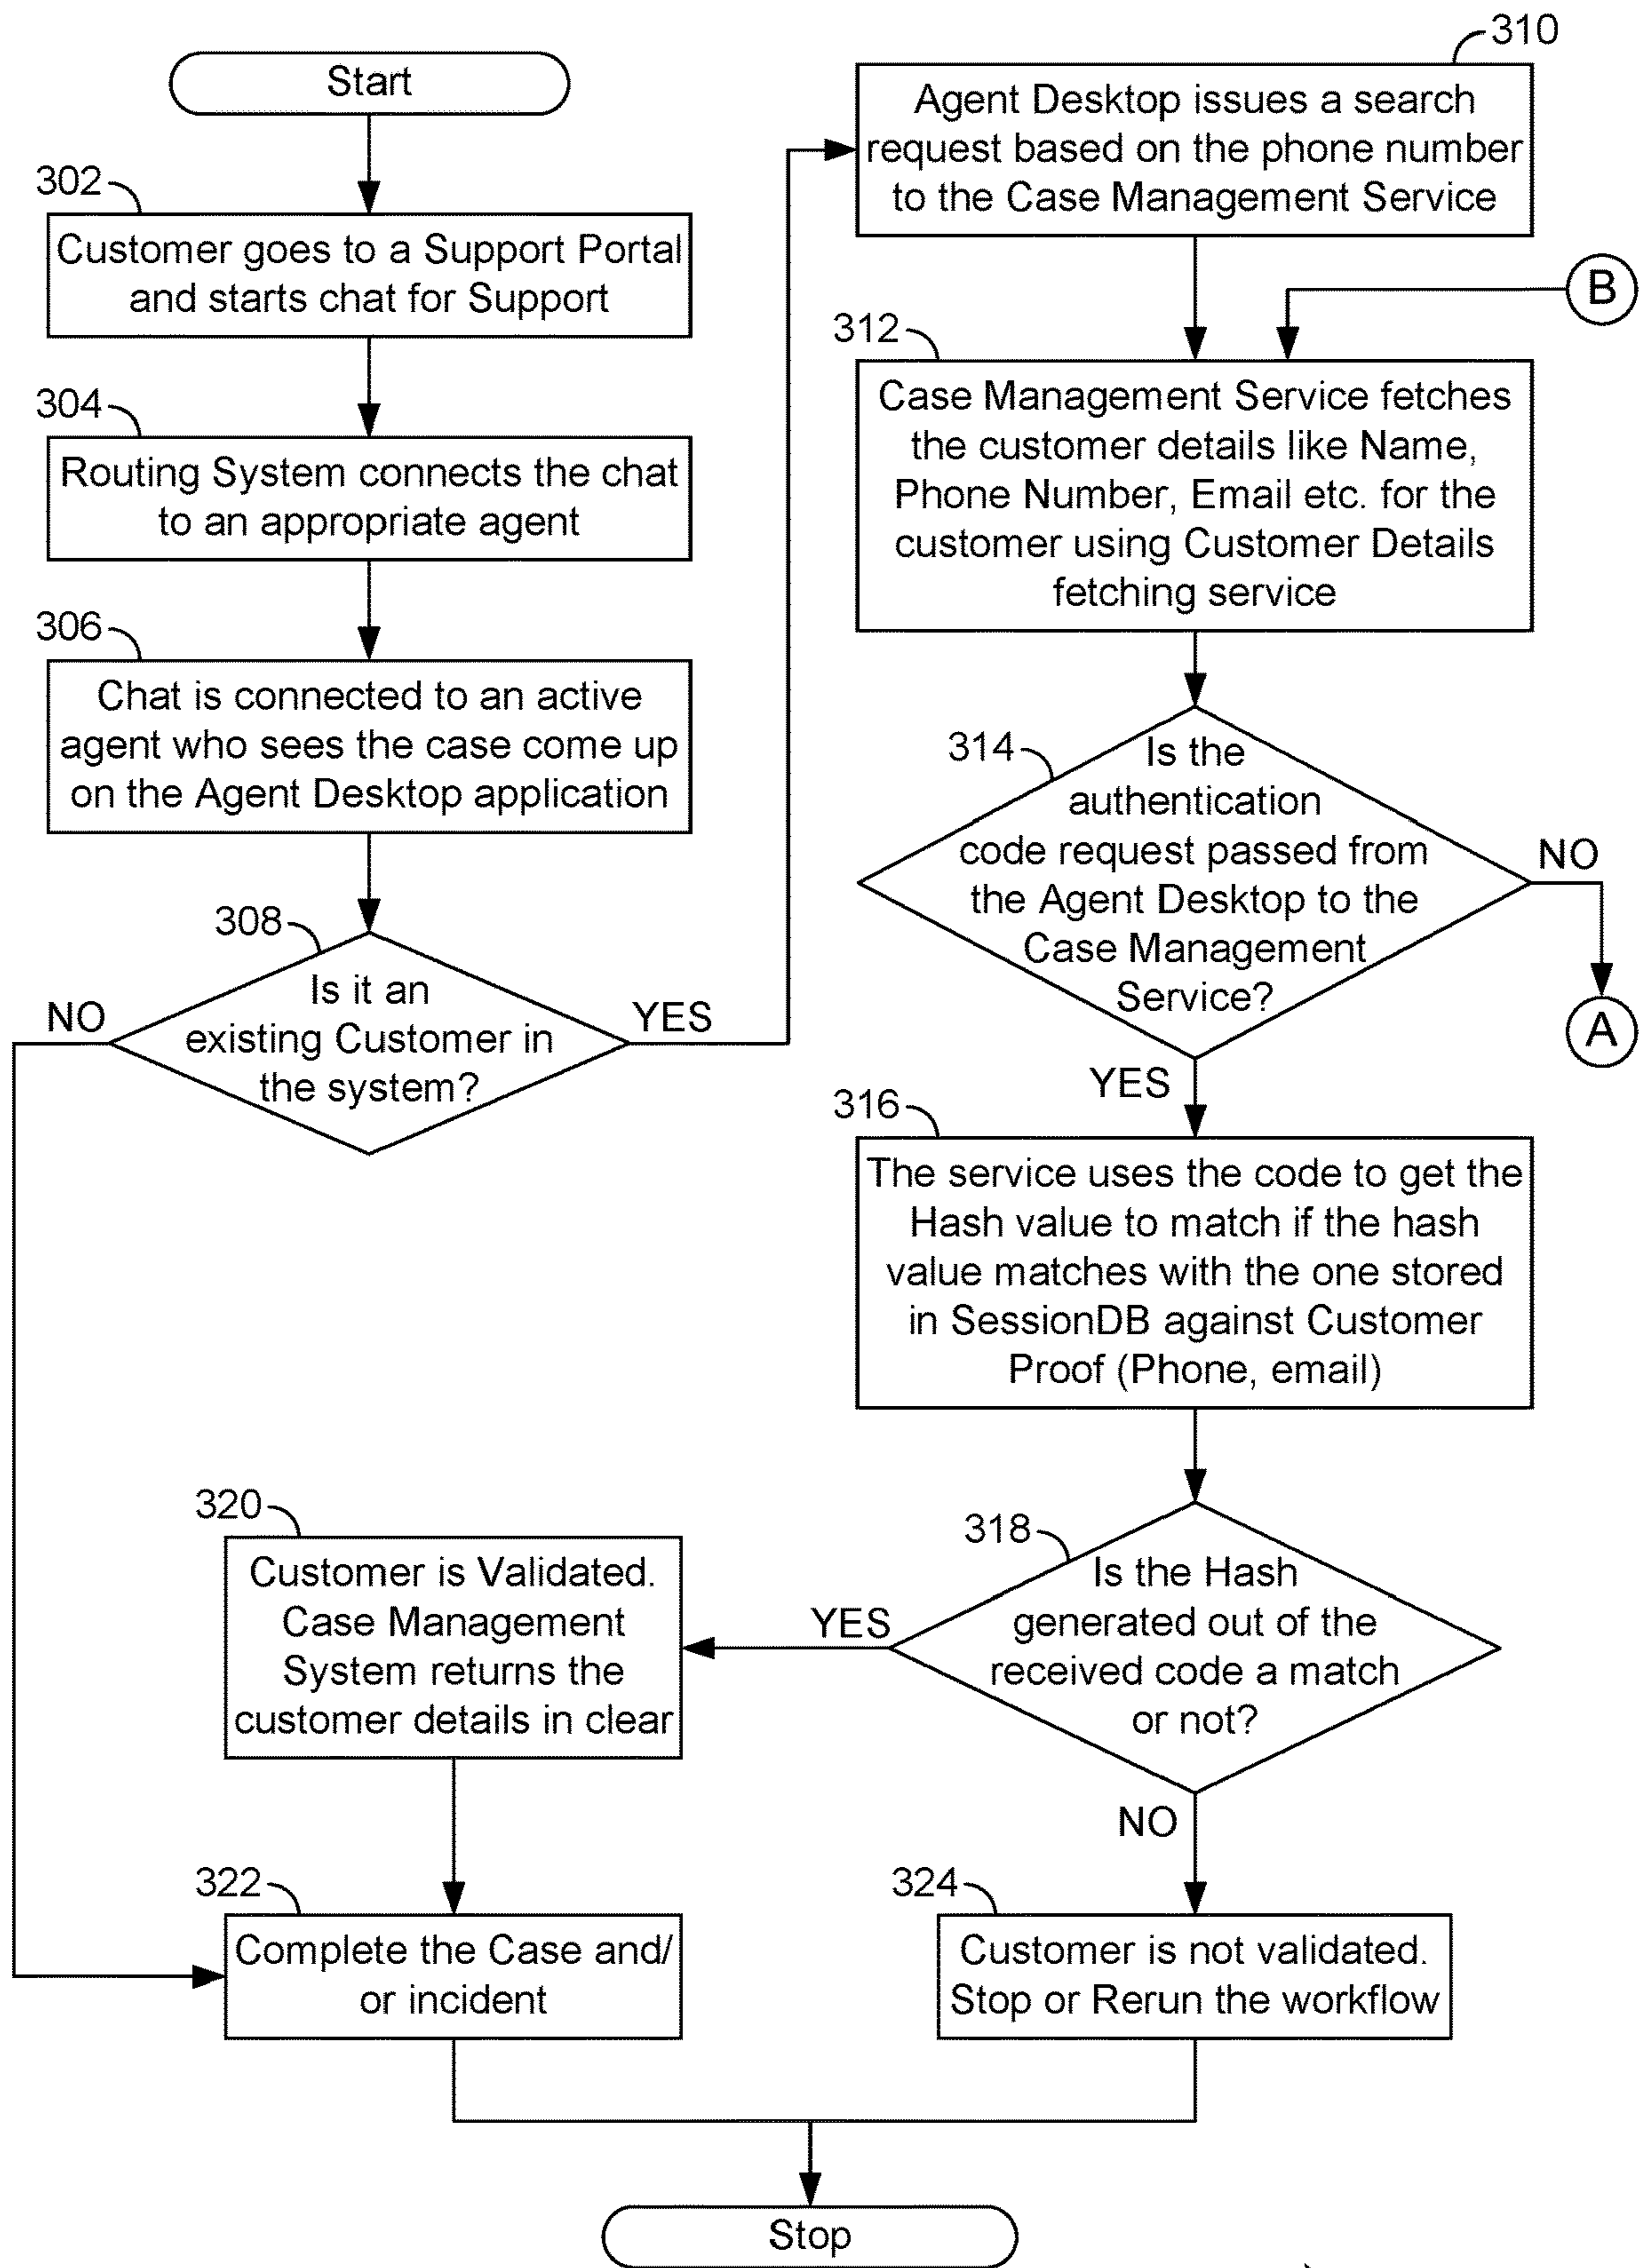 Start
302
Customer goes to a Support Portal
and starts chat for Support
304
Routing System connects the chat
to an appropriate agent
306
Chat is connected to an active
agent who sees the case come up
on the Agent Desktop application
308
Is it an
existing Customer in
the system?
NO
YES
310
Agent Desktop issues a search
request based on the phone number
to the Case Management Service
B
312
Case Management Service fetches
the customer details like Name,
Phone Number, Email etc. for the
customer using Customer Details
fetching service
314
Is the
authentication
code request passed from
the Agent Desktop to the
Case Management
Service?
NO
A
YES
316
The service uses the code to get the
Hash value to match if the hash
value matches with the one stored
in SessionDB against Customer
Proof (Phone, email)
318
Is the Hash
generated out of the
received code a match
or not?
YES
NO
320
Customer is Validated.
Case Management
System returns the
customer details in clear
322
Complete the Case and/
or incident
324
Customer is not validated.
Stop or Rerun the workflow
Stop